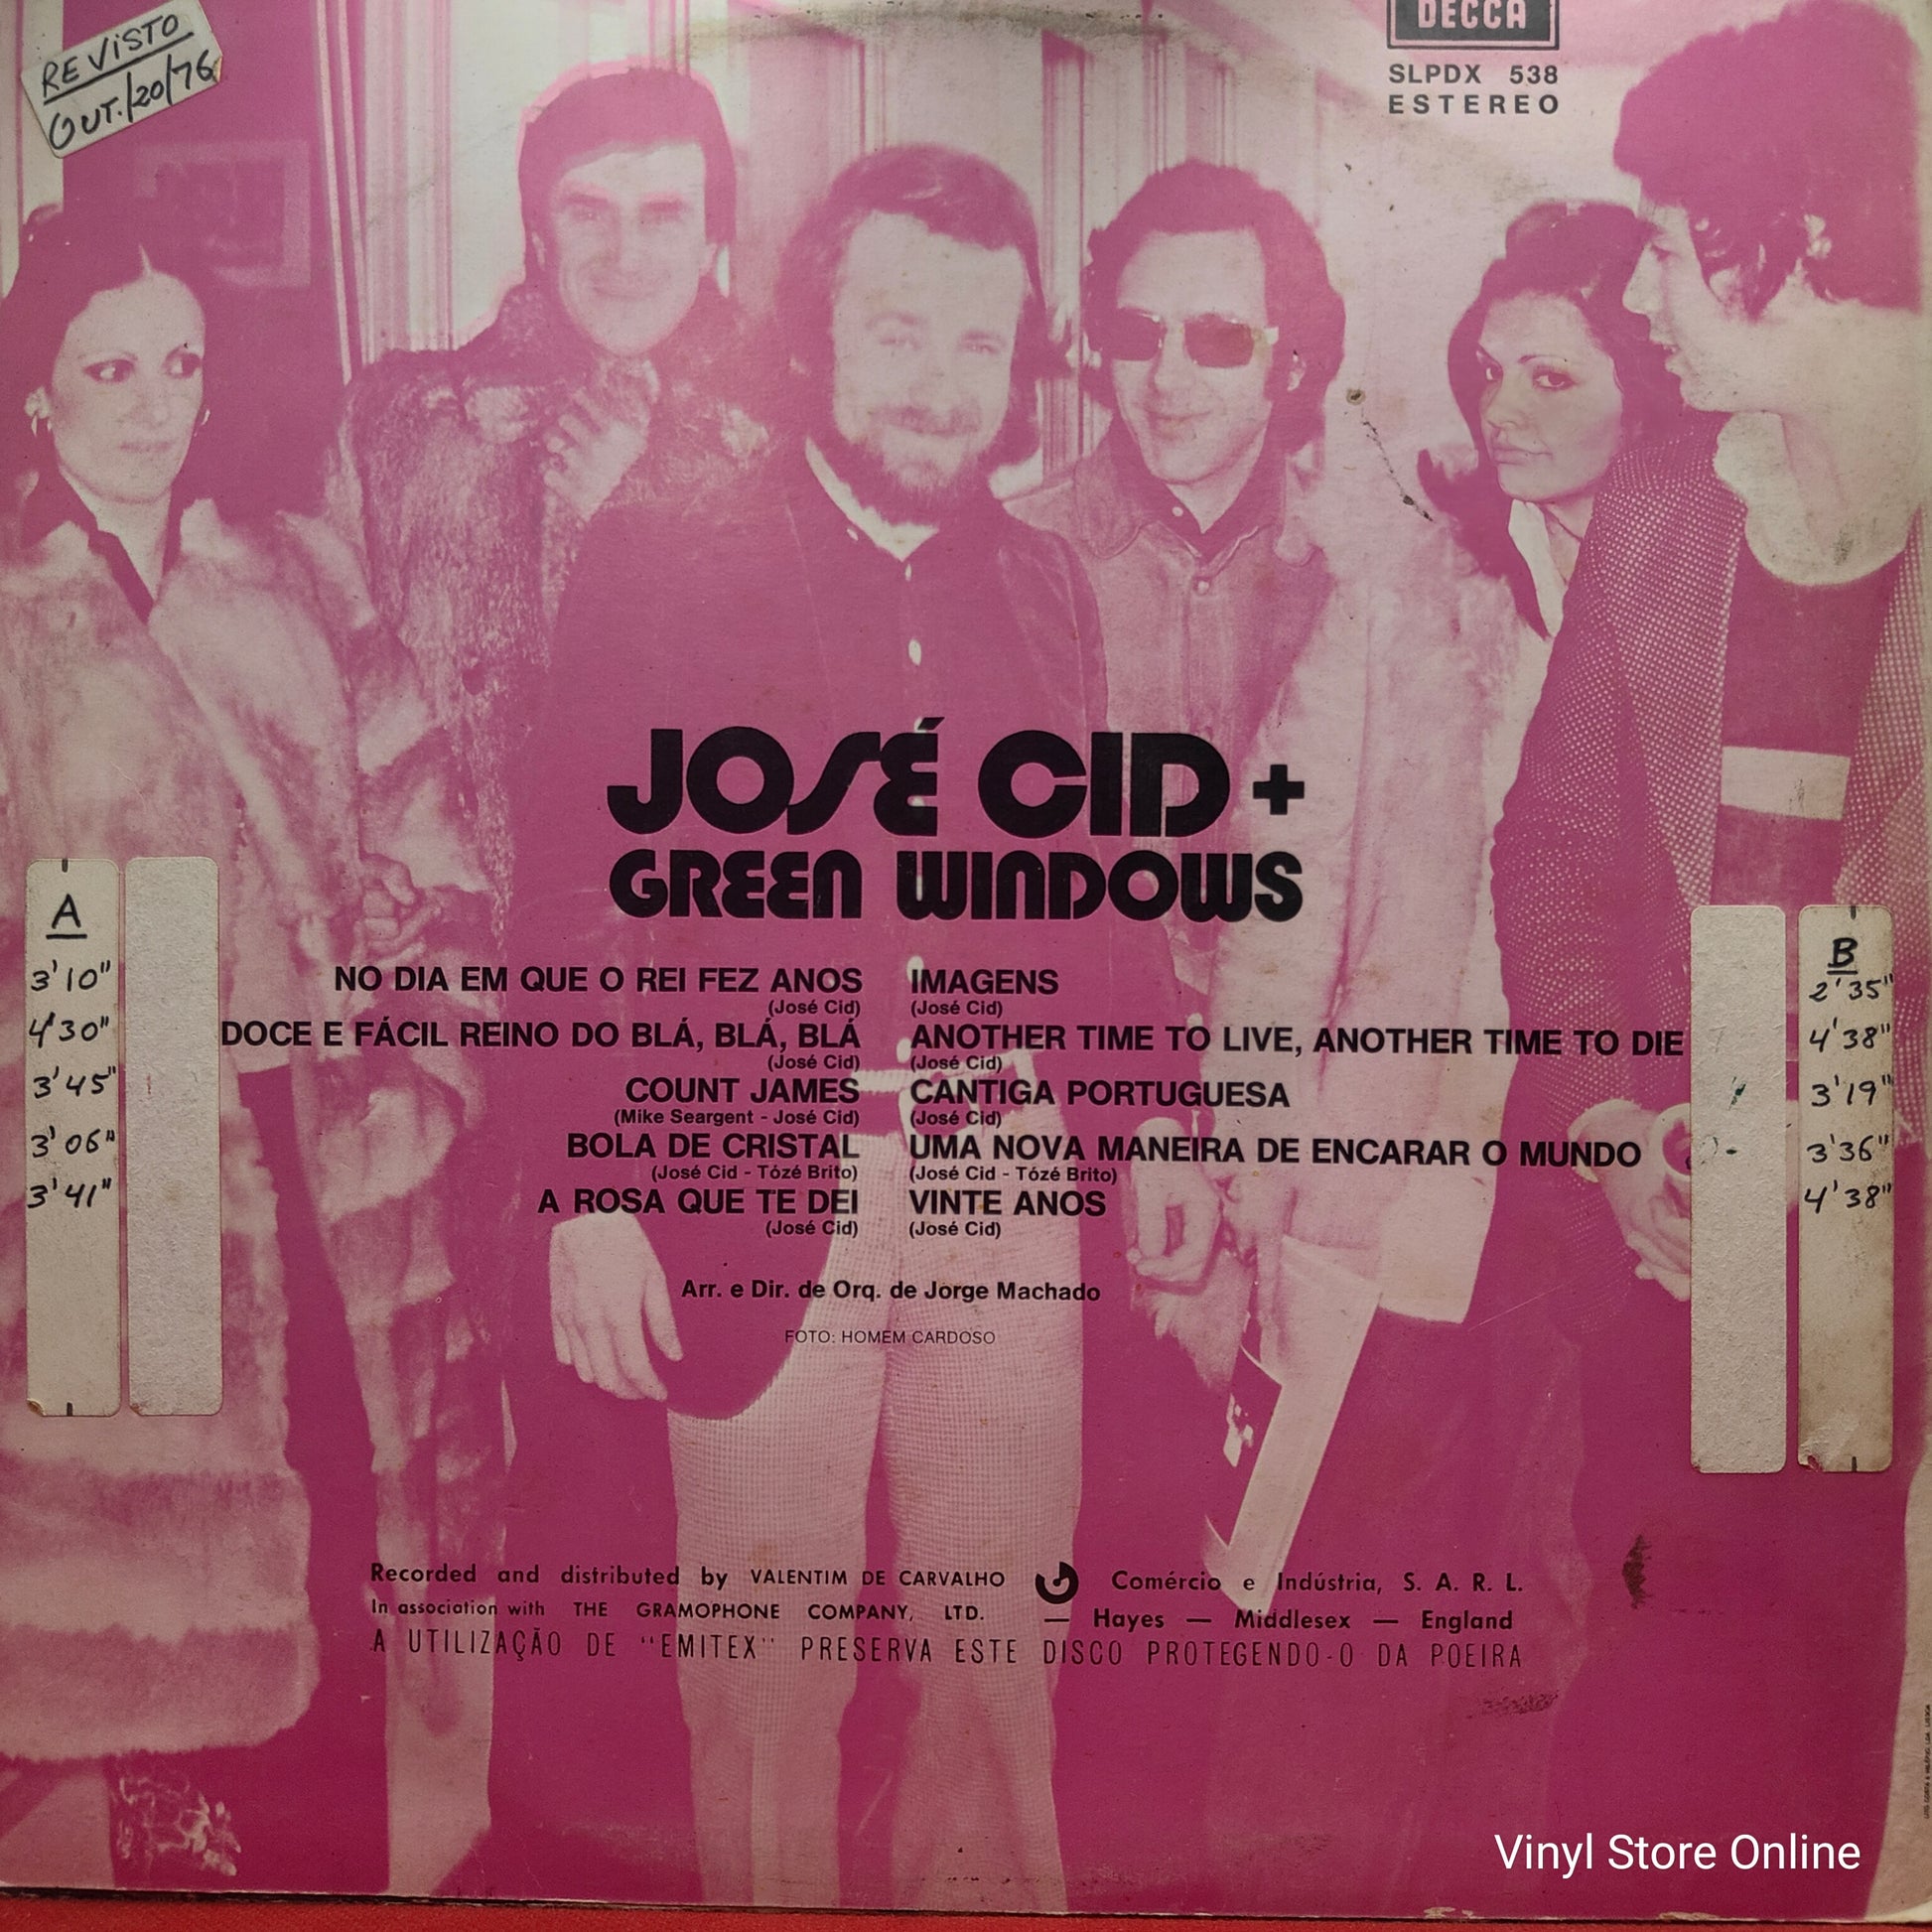 REVISTO
OUT./20/76
DECCA
SLPDX 538
ESTEREO
JOSÉ CID +
GREEN WINDOWS
A
3'10"
4'30"
3'45"
3'06"
3'41"
NO DIA EM QUE O REI FEZ ANOS
(José Cid)
DOCE E FÁCIL REINO DO BLÁ, BLÁ, BLÁ
(José Cid)
COUNT JAMES
(Mike Seargent - José Cid)
BOLA DE CRISTAL
(José Cid - Tózé Brito)
A ROSA QUE TE DEI
(José Cid)
IMAGENS
(José Cid)
ANOTHER TIME TO LIVE, ANOTHER TIME TO DIE
(José Cid)
CANTIGA PORTUGUESA
(José Cid)
UMA NOVA MANEIRA DE ENCARAR O MUNDO
(José Cid - Tózé Brito)
VINTE ANOS
(José Cid)
B
2'35"
4'38"
3'19"
3'36"
4'38"
Arr. e Dir. de Orq. de Jorge Machado
FOTO: HOMEM CARDOSO
Recorded and distributed by VALENTIM DE CARVALHO Comércio e Indústria, S. A. R. L.
In association with THE GRAMOPHONE COMPANY, LTD. — Hayes — Middlesex — England
A UTILIZAÇÃO DE "EMITEX" PRESERVA ESTE DISCO PROTEGENDO-O DA POEIRA
Vinyl Store Online